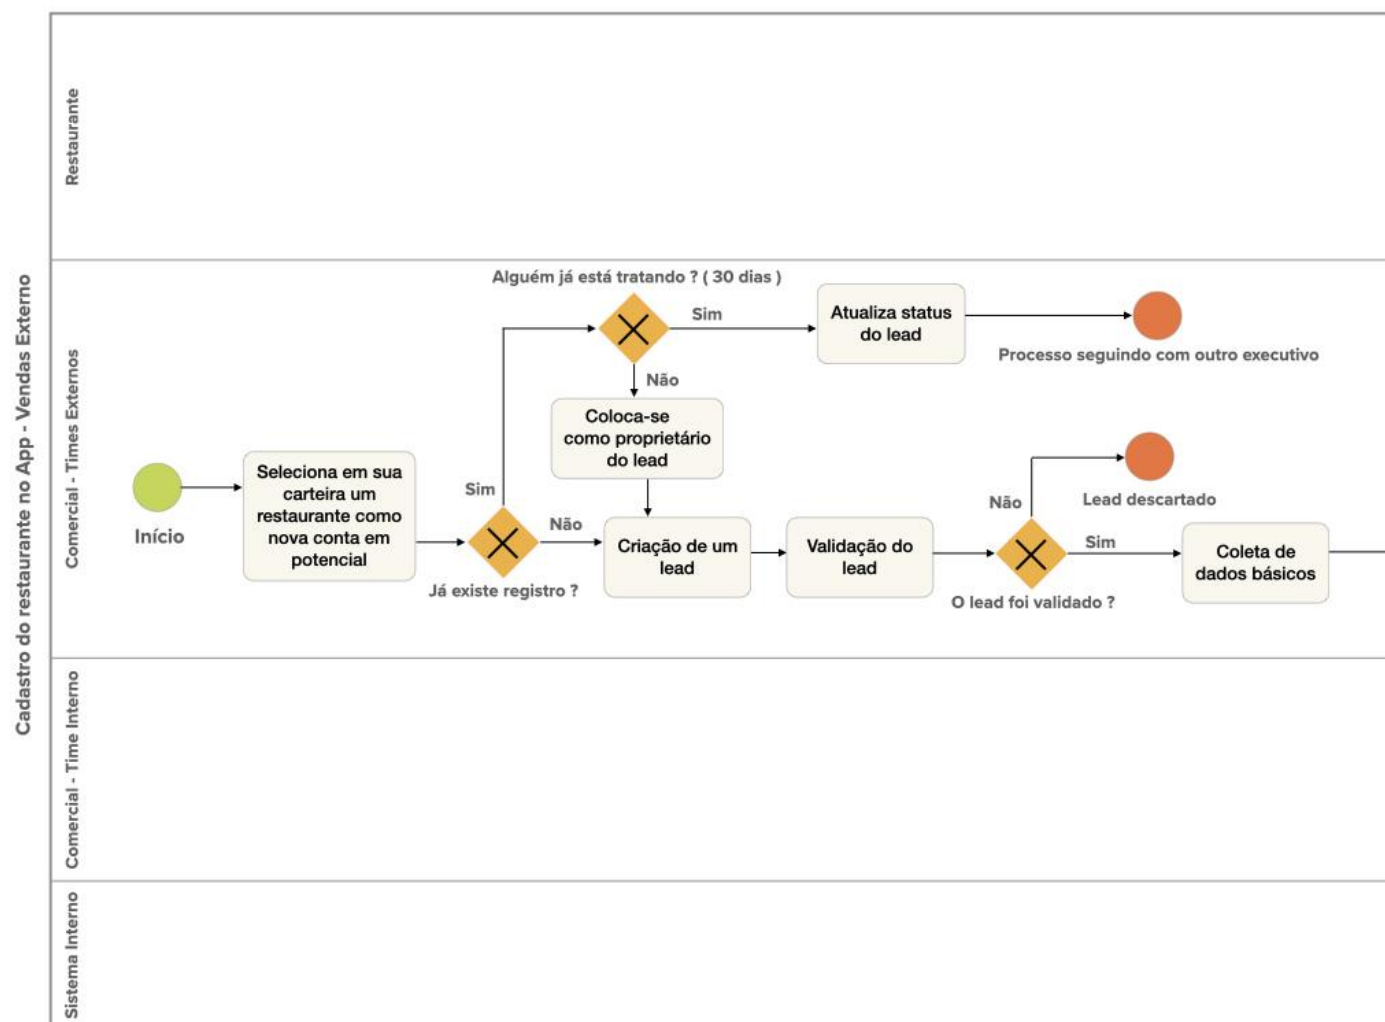 Cadastro do restaurante no App - Vendas Externo
Restaurante
Comercial - Times Externos
Início
Seleciona em sua
carteira um
restaurante como
nova conta em
potencial
Já existe registro ?
Sim
Não
Alguém já está tratando ? ( 30 dias )
Sim
Não
Atualiza status
do lead
Processo seguindo com outro executivo
Coloca-se
como proprietário
do lead
Criação de um
lead
Validação do
lead
O lead foi validado ?
Não
Lead descartado
Sim
Coleta de
dados básicos
Comercial - Time Interno
Sistema Interno